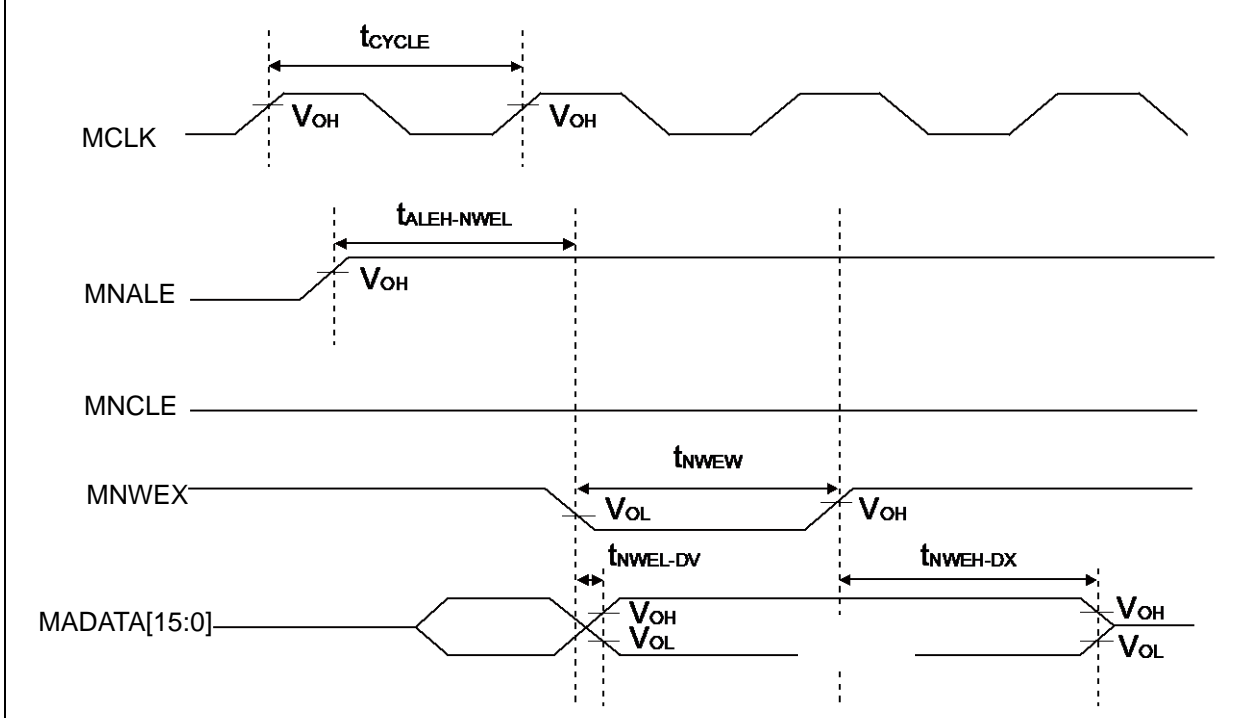 tCYCLE
VOH VOH
MCLK
tALEH-NWEL
VOH
MNALE
MNCLE
tNWEW
MNWEX
VOL VOH
tNWEL-DV tNWEH-DX
VOH VOH
MADATA[15:0]
VOL VOL